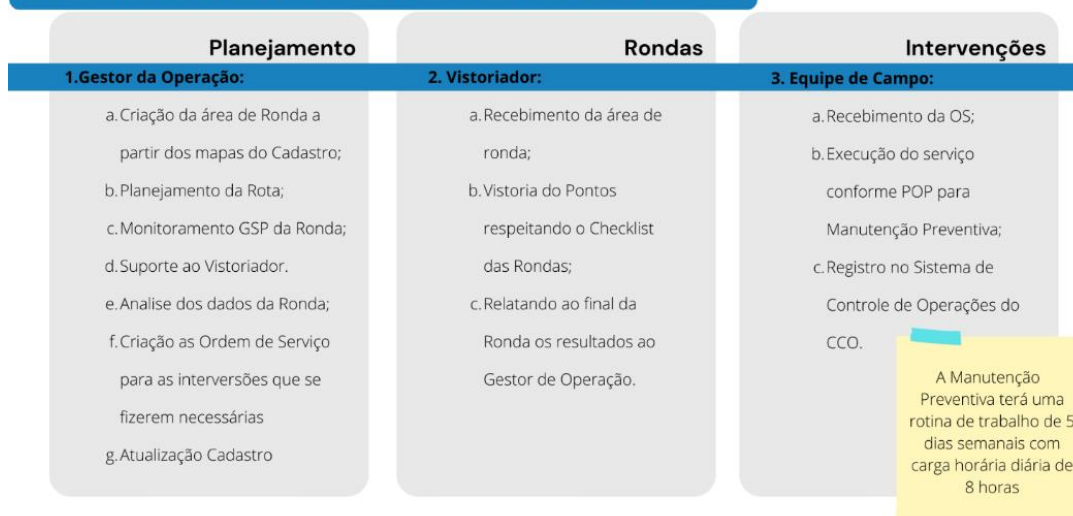 Planejamento
1.Gestor da Operação:
a.Criação da área de Ronda a
partir dos mapas do Cadastro;
b.Planejamento da Rota;
c.Monitoramento GSP da Ronda;
d.Suporte ao Vistoriador.
e.Analise dos dados da Ronda;
f.Criação as Ordem de Serviço
para as interversões que se
fizerem necessárias
g.Atualização Cadastro
Rondas
2. Vistoriador:
a.Recebimento da área de
ronda;
b.Vistoria do Pontos
respeitando o Checklist
das Rondas;
c.Relatando ao final da
Ronda os resultados ao
Gestor de Operação.
Intervenções
3. Equipe de Campo:
a.Recebimento da OS;
b.Execução do serviço
conforme POP para
Manutenção Preventiva;
c.Registro no Sistema de
Controle de Operações do
CCO.
A Manutenção
Preventiva terá uma
rotina de trabalho de 5
dias semanais com
carga horária diária de
8 horas